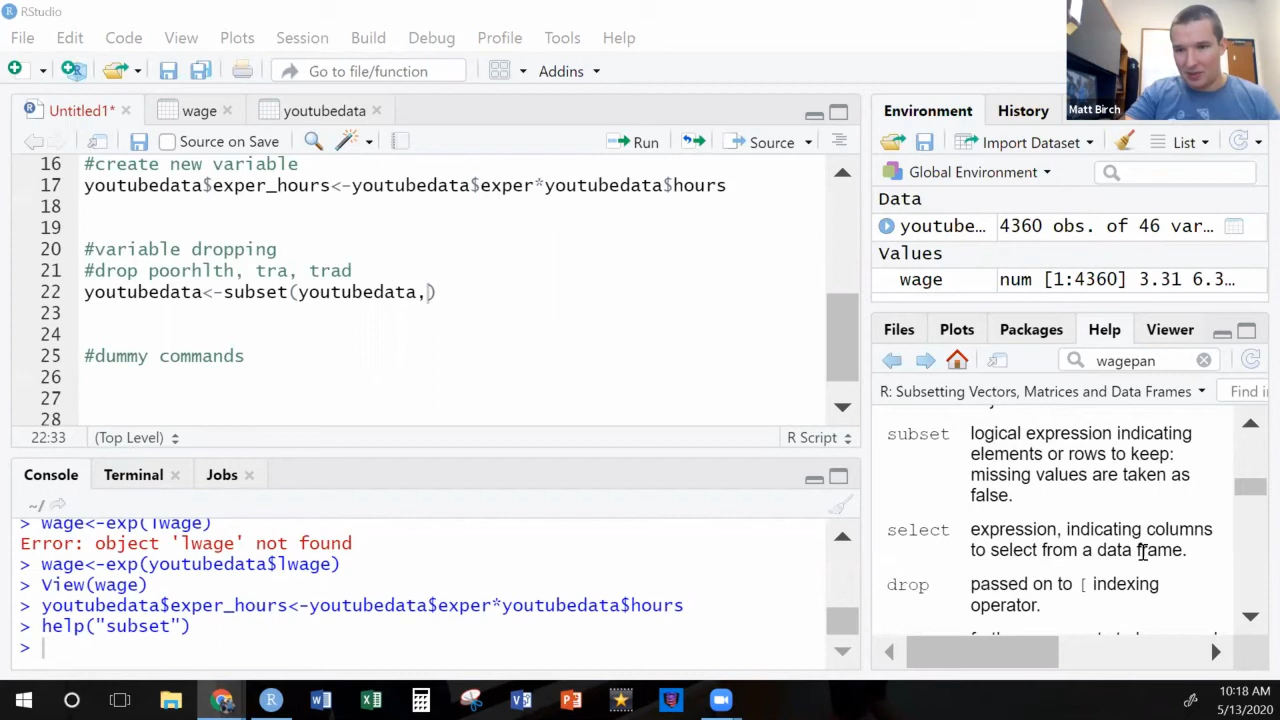 RStudio
File Edit Code View Plots Session Build Debug Profile Tools Help
Go to file/function Addins
Matt Birch
Untitled1* wage youtubedata
Source on Save Run Source
16 #create new variable
17 youtubedata$exper_hours<-youtubedata$exper*youtubedata$hours
18
19
20 #variable dropping
21 #drop poorhlth, tra, trad
22 youtubedata<-subset(youtubedata,)
23
24
25 #dummy commands
26
27
28
22:33 (Top Level) R Script
Console Terminal Jobs
~/
> wage<-exp(lwage)
Error: object 'lwage' not found
> wage<-exp(youtubedata$lwage)
> View(wage)
> youtubedata$exper_hours<-youtubedata$exper*youtubedata$hours
> help("subset")
>
Environment History
Import Dataset List
Global Environment
Data
youtube... 4360 obs. of 46 var...
Values
wage num [1:4360] 3.31 6.3...
Files Plots Packages Help Viewer
wagepan
R: Subsetting Vectors, Matrices and Data Frames Find in
subset logical expression indicating
elements or rows to keep:
missing values are taken as
false.
select expression, indicating columns
to select from a data frame.
drop passed on to [ indexing
operator.
10:18 AM
5/13/2020